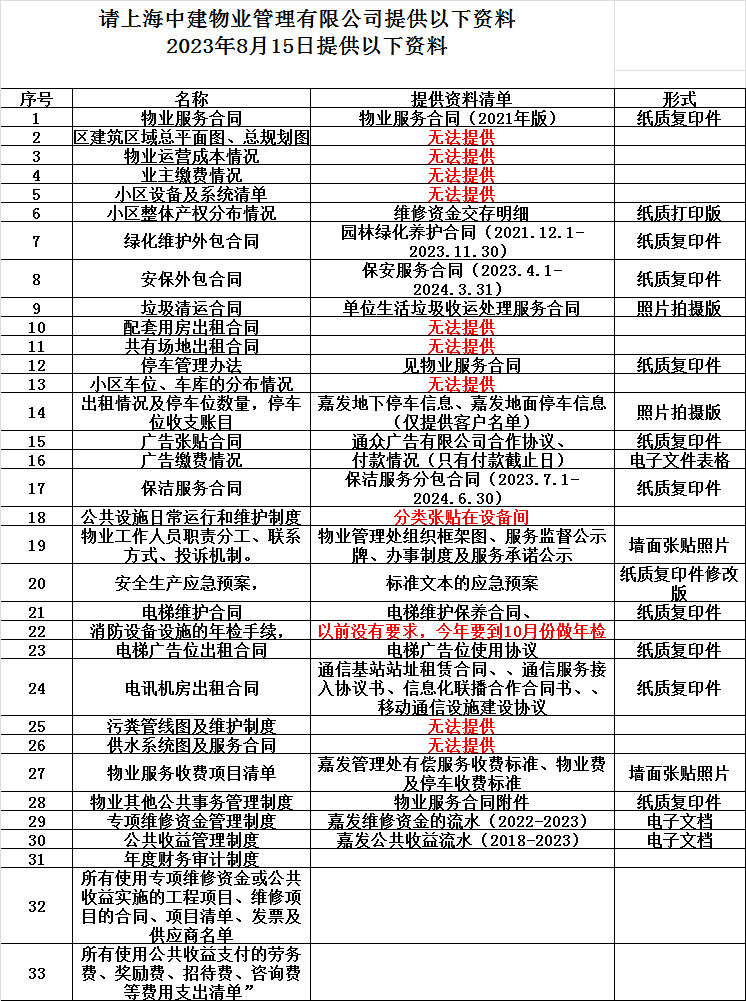 请上海中建物业管理有限公司提供以下资料
2023年8月15日提供以下资料
序号 名称 提供资料清单 形式
1 物业服务合同 物业服务合同（2021年版） 纸质复印件
2 区建筑区域总平面图、总规划图 无法提供
3 物业运营成本情况 无法提供
4 业主缴费情况 无法提供
5 小区设备及系统清单 无法提供
6 小区整体产权分布情况 维修资金交存明细 纸质打印版
7 绿化维护外包合同 园林绿化养护合同（2021.12.1-
2023.11.30） 纸质复印件
8 安保外包合同 保安服务合同（2023.4.1-
2024.3.31） 纸质复印件
9 垃圾清运合同 单位生活垃圾收运处理服务合同 照片拍摄版
10 配套用房出租合同 无法提供
11 共有场地出租合同 无法提供
12 停车管理办法 见物业服务合同 纸质复印件
13 小区车位、车库的分布情况 无法提供
14 出租情况及停车位数量，停车
位收支账目 嘉发地下停车信息、嘉发地面停车信息
（仅提供客户名单） 照片拍摄版
15 广告张贴合同 通众广告有限公司合作协议、 纸质复印件
16 广告缴费情况 付款情况（只有付款截止日） 电子文件表格
17 保洁服务合同 保洁服务分包合同（2023.7.1-
2024.6.30） 纸质复印件
18 公共设施日常运行和维护制度 分类张贴在设备间
19 物业工作人员职责分工、联系
方式、投诉机制。 物业管理处组织框架图、服务监督公示
牌、办事制度及服务承诺公示 墙面张贴照片
20 安全生产应急预案， 标准文本的应急预案 纸质复印件修改
版
21 电梯维护合同 电梯维护保养合同、 纸质复印件
22 消防设备设施的年检手续， 以前没有要求，今年要到10月份做年检
23 电梯广告位出租合同 电梯广告位使用协议 纸质复印件
24 电讯机房出租合同 通信基站站址租赁合同、、通信服务接
入协议书、信息化联播合作合同书、、
移动通信设施建设协议 纸质复印件
25 污粪管线图及维护制度 无法提供
26 供水系统图及服务合同 无法提供
27 物业服务收费项目清单 嘉发管理处有偿服务收费标准、物业费
及停车收费标准 墙面张贴照片
28 物业其他公共事务管理制度 物业服务合同附件 纸质复印件
29 专项维修资金管理制度 嘉发维修资金的流水（2022-2023） 电子文档
30 公共收益管理制度 嘉发公共收益流水（2018-2023） 电子文档
31 年度财务审计制度
32 所有使用专项维修资金或公共
收益实施的工程项目、维修项
目的合同、项目清单、发票及
供应商名单
33 所有使用公共收益支付的劳务
费、奖励费、招待费、咨询费
等费用支出清单”